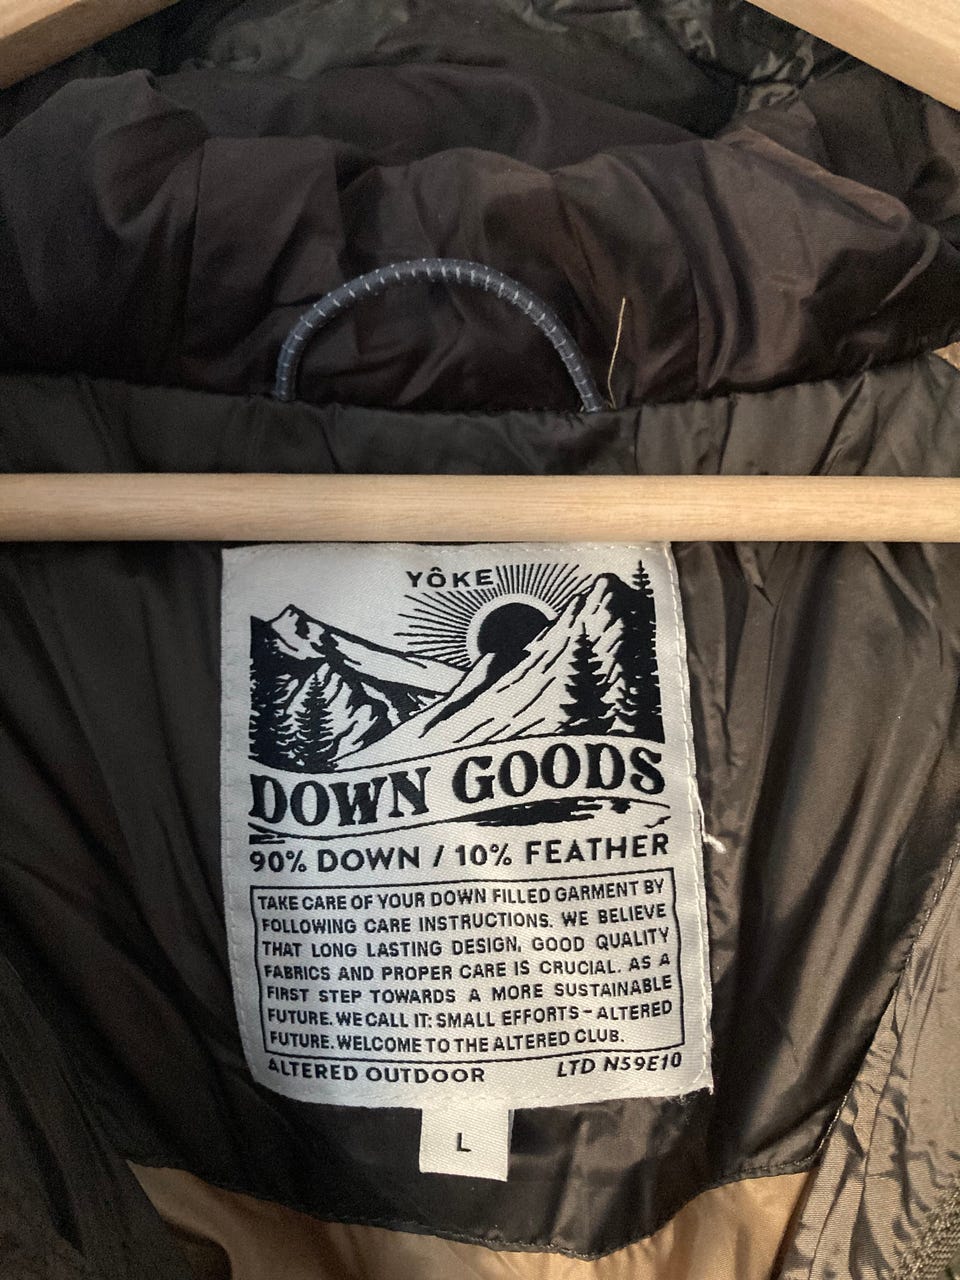 YÔKE
DOWN GOODS
90% DOWN / 10% FEATHER
TAKE CARE OF YOUR DOWN FILLED GARMENT BY
FOLLOWING CARE INSTRUCTIONS. WE BELIEVE
THAT LONG LASTING DESIGN, GOOD QUALITY
FABRICS AND PROPER CARE IS CRUCIAL. AS A
FIRST STEP TOWARDS A MORE SUSTAINABLE
FUTURE. WE CALL IT: SMALL EFFORTS - ALTERED
FUTURE. WELCOME TO THE ALTERED CLUB.
ALTERED OUTDOOR LTD N59E10
L